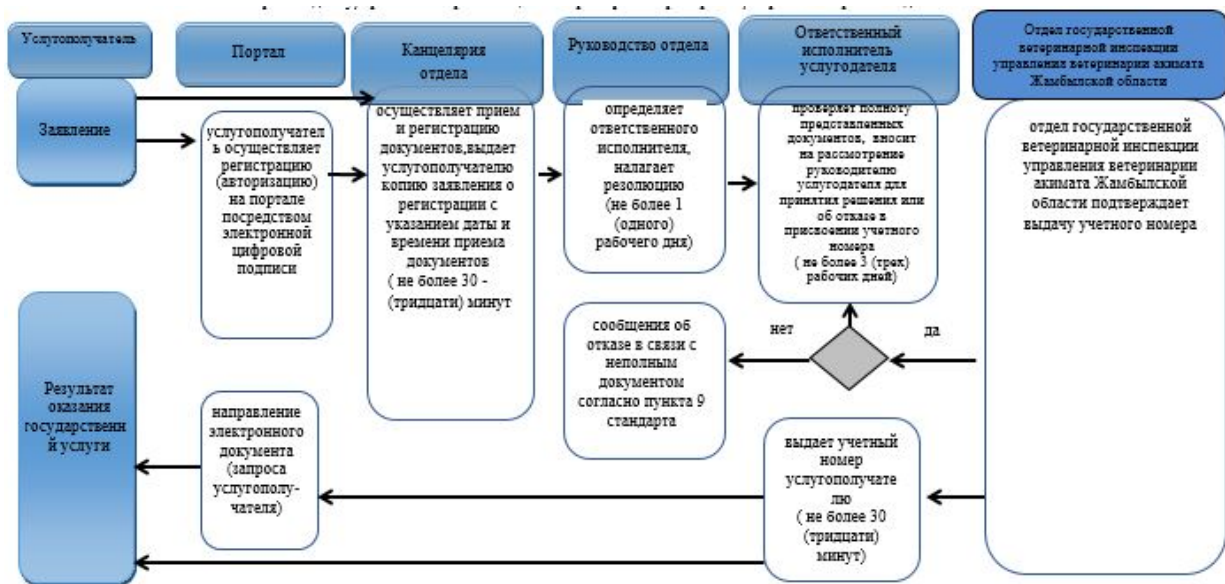 Услугополучатель
Портал
Канцелярия
отдела
Руководство отдела
Ответственный
исполнитель
услугодателя
Отдел государственной
ветеринарной инспекции
управления ветеринарии акимата
Жамбылской области
Заявление
услугополучател
ь осуществляет
регистрацию
(авторизацию)
на портале
посредством
электронной
цифровой
подписи
осуществляет прием
и регистрацию
документов,выдает
услугополучателю
копию заявления о
регистрации с
указанием даты и
времени приема
документов
( не более 30 -
(тридцати) минут
определяет
ответственного
исполнителя,
налагает
резолюцию
(не более 1
(одного)
рабочего дня)
проверяет полноту
представленных
документов, вносит
на рассмотрение
руководителю
услугодателя для
принятия решения или
об отказе в
присвоении учетного
номера
( не более 3 (трех)
рабочих дней)
отдел государственной
ветеринарной инспекции
управления ветеринарии
акимата Жамбылской
области подтверждает
выдачу учетного номера
нет
да
сообщения об
отказе в связи с
неполным
документом
согласно пункта 9
стандарта
Результат
оказания
государственн
й услуги
направление
электронного
документа
(запроса
услугополу-
чателя)
выдает учетный
номер
услугополучате
лю
( не более 30
(тридцати)
минут)